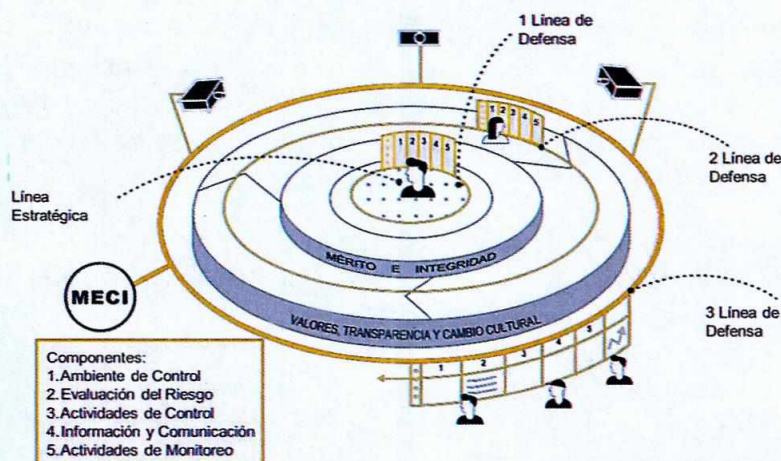 1 Línea de
Defensa
1 2 3 4 5
1 2 3 4 5
2 Línea de
Defensa
Línea
Estratégica
MÉRITO E INTEGRIDAD
MECI
VALORES, TRANSPARENCIA Y CAMBIO CULTURAL
3 Línea de
Defensa
1 2 3 4 5
Componentes:
1.Ambiente de Control
2.Evaluación del Riesgo
3.Actividades de Control
4.Información y Comunicación
5.Actividades de Monitoreo